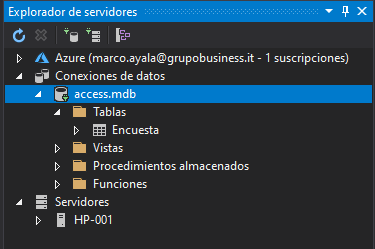 Explorador de servidores
Azure (marco.ayala@grupobusiness.it - 1 suscripciones)
Conexiones de datos
access.mdb
Tablas
Encuesta
Vistas
Procedimientos almacenados
Funciones
Servidores
HP-001